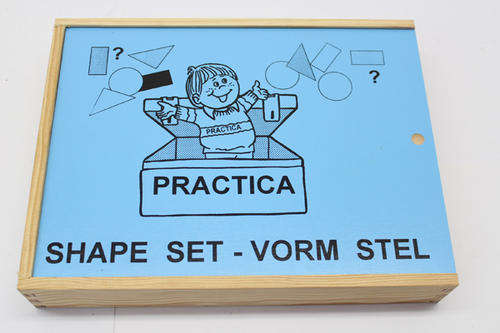 ?
?
PRACTICA
PRACTICA
SHAPE SET - VORM STEL